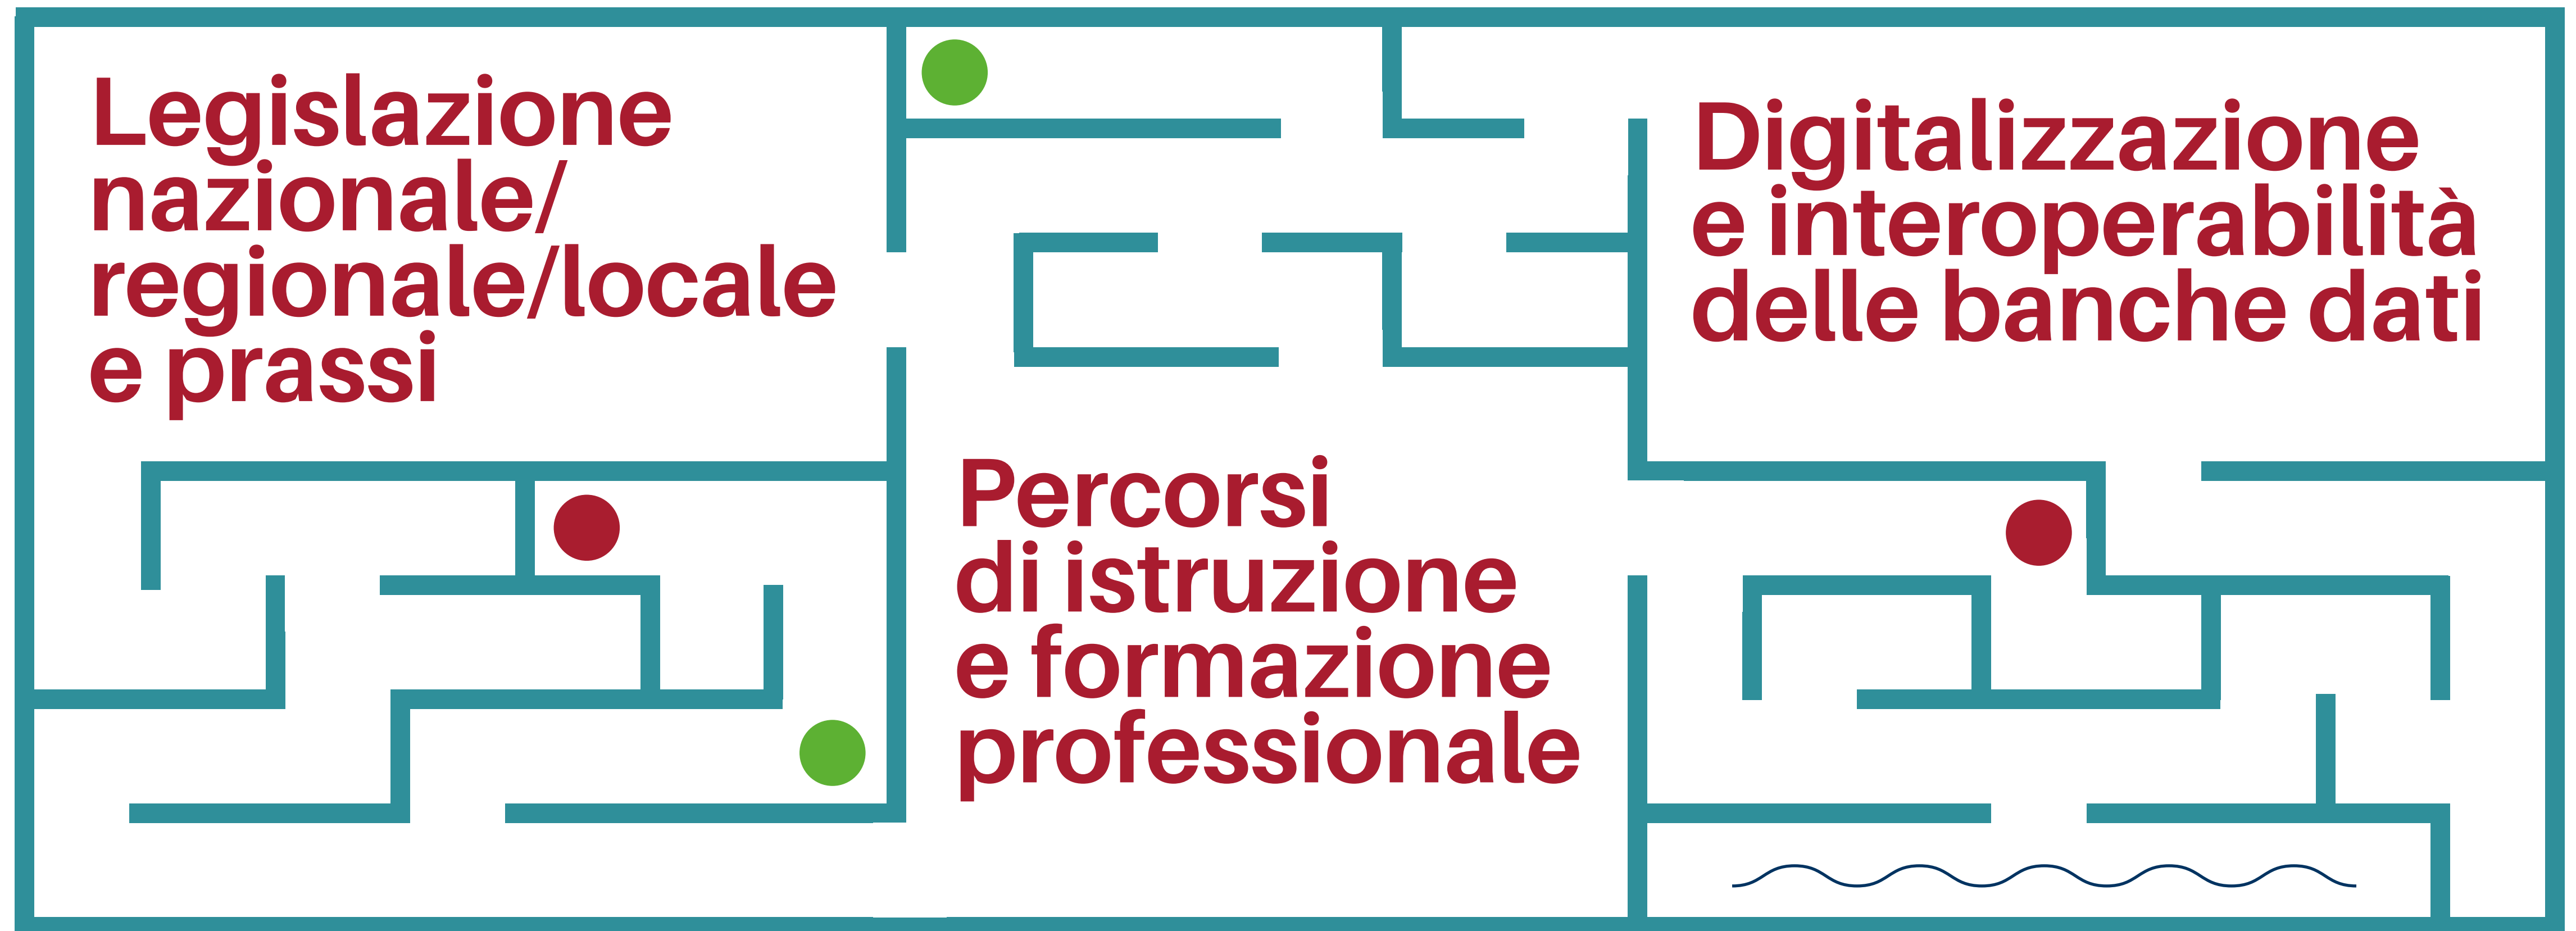 Legislazione
nazionale/
regionale/locale
e prassi
Percorsi
di istruzione
e formazione
professionale
Digitalizzazione
e interoperabilità
delle banche dati